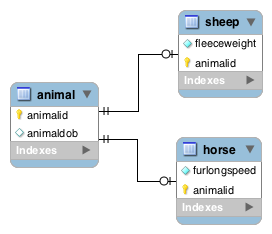 sheep
fleeceweight
animalid
Indexes
animal
animalid
animaldob
Indexes
horse
furlongspeed
animalid
Indexes